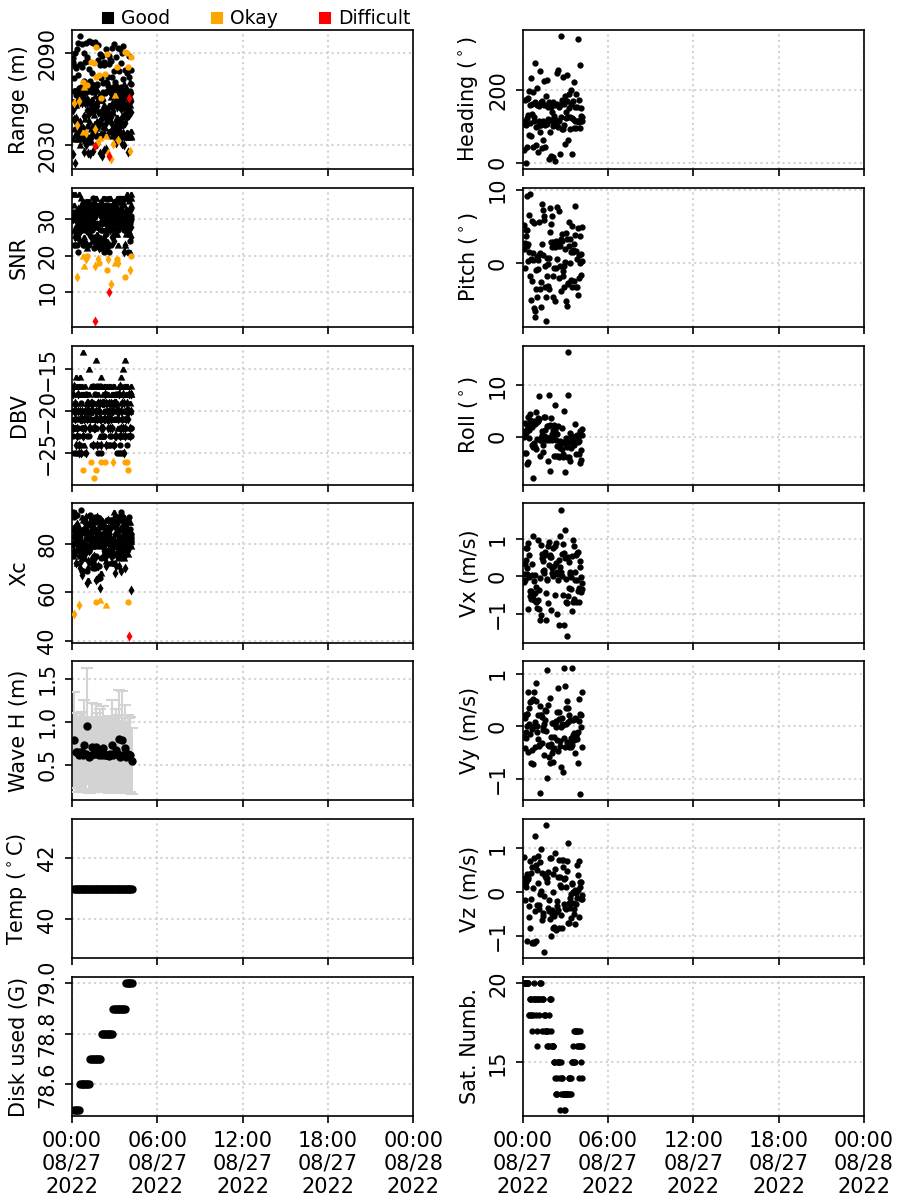 Good Okay Difficult
Range (m)
2090
2030
Heading (°)
200
0
SNR
30
20
10
Pitch (°)
10
0
DBV
−15
−20
−25
Roll (°)
10
0
Xc
80
60
40
Vx (m/s)
1
0
−1
Wave H (m)
1.5
1.0
0.5
Vy (m/s)
1
0
−1
Temp (°C)
42
40
Vz (m/s)
1
0
−1
Disk used (G)
79.0
78.8
78.6
Sat. Numb.
20
15
00:00 06:00 12:00 18:00 00:00
08/27 08/27 08/27 08/27 08/28
2022 2022 2022 2022 2022
00:00 06:00 12:00 18:00 00:00
08/27 08/27 08/27 08/27 08/28
2022 2022 2022 2022 2022